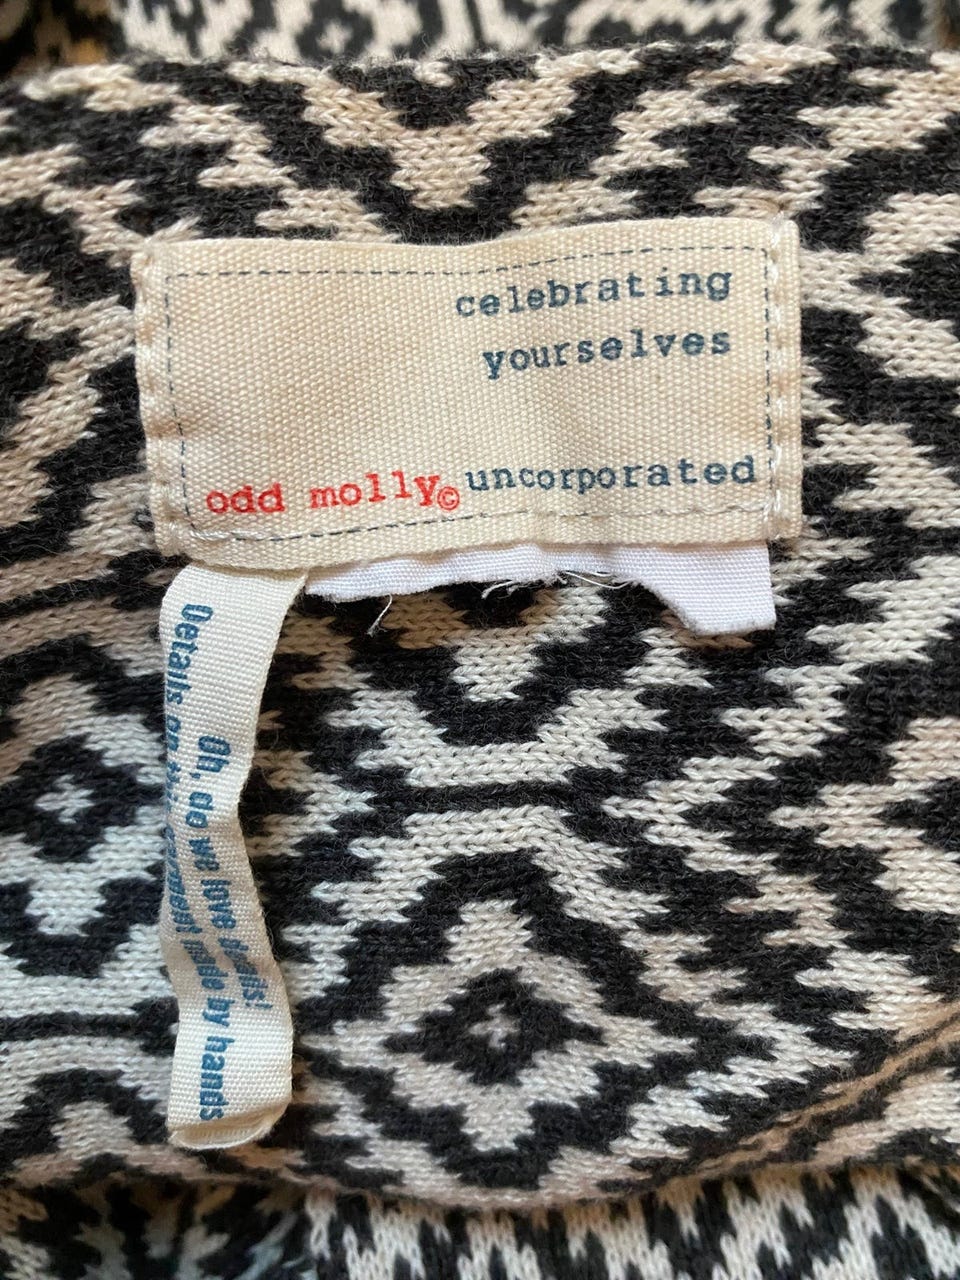 celebrating
yourselves
odd molly© uncorporated
Oh, do we love details!
Details on this garment made by hands